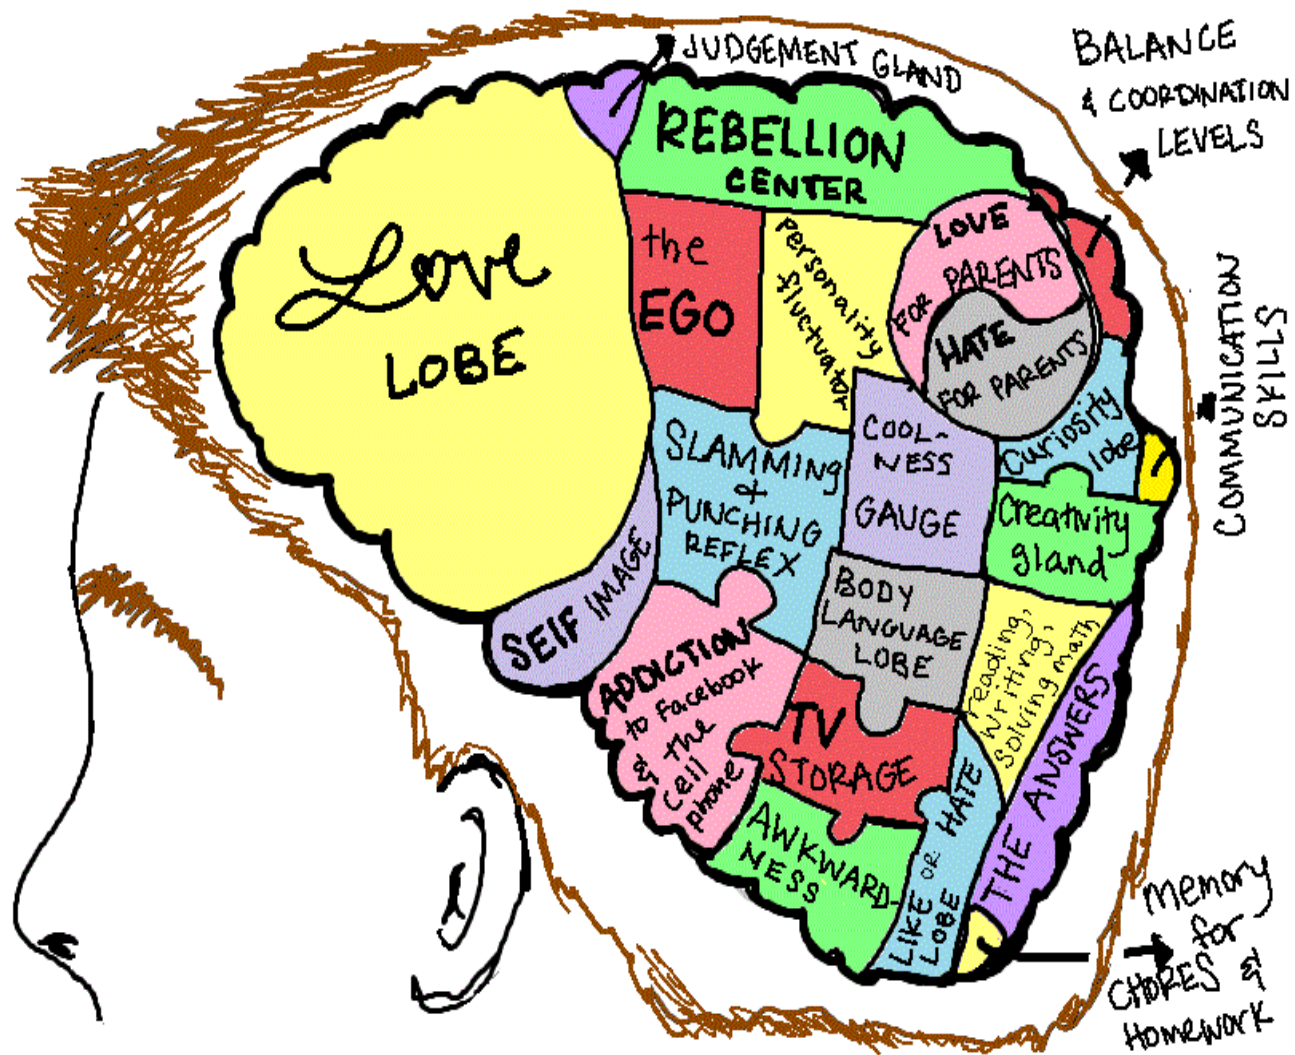 JUDGEMENT GLAND
BALANCE
& COORDINATION
LEVELS
REBELLION
CENTER
Love
LOBE
the
EGO
Personality
fluctuator
LOVE
FOR PARENTS
HATE
FOR PARENTS
COMMUNICATION
SKILLS
Curiosity
lobe
COOL-
NESS
GAUGE
SLAMMING
+
PUNCHING
REFLEX
Creativity
gland
SElF IMAGE
BODY
LANGUAGE
LOBE
reading,
writing,
solving math
ADDICTION
to Facebook
& the
cell
phone
TV
STORAGE
THE ANSWERS
AWKWARD-
NESS
LIKE OR HATE
LOBE
memory
for
CHORES &
HomEWORK